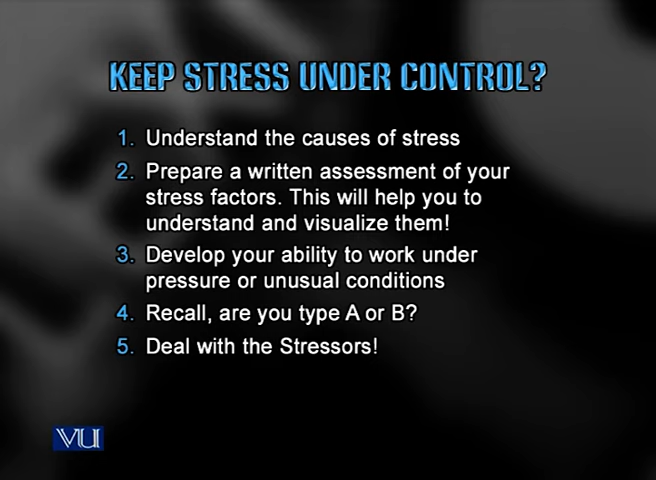 KEEP STRESS UNDER CONTROL?
1. Understand the causes of stress
2. Prepare a written assessment of your
stress factors. This will help you to
understand and visualize them!
3. Develop your ability to work under
pressure or unusual conditions
4. Recall, are you type A or B?
5. Deal with the Stressors!
VU